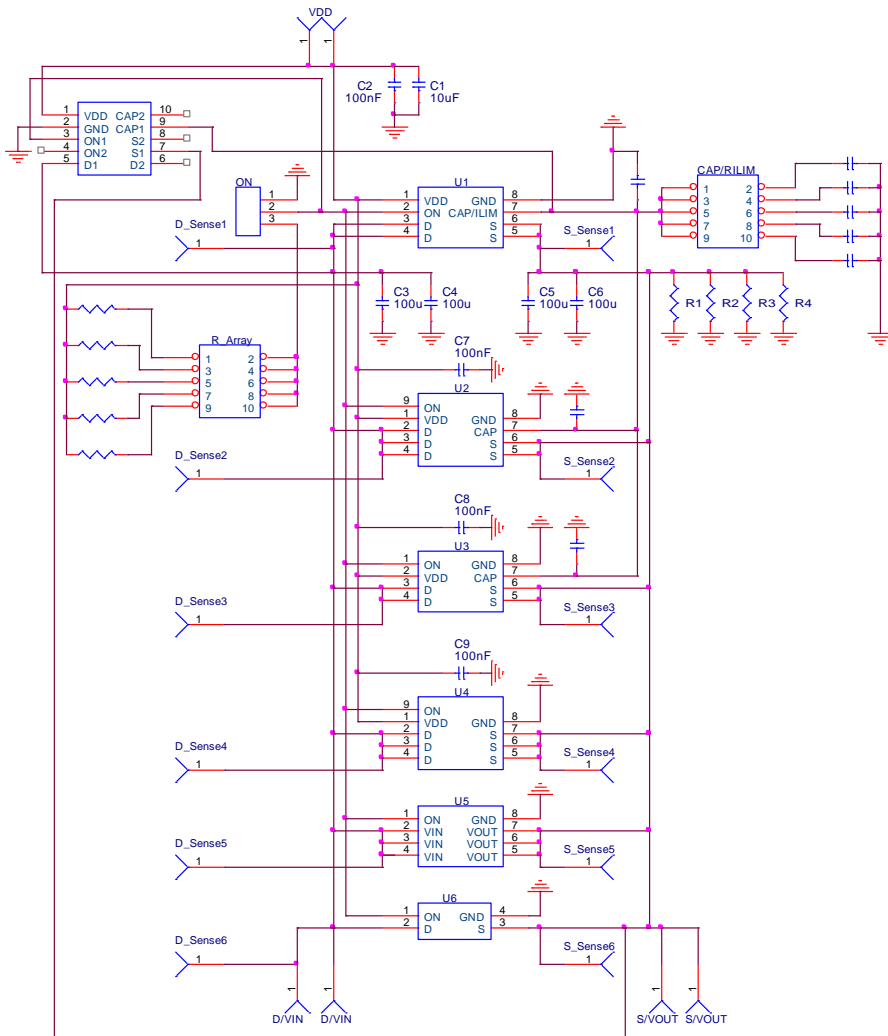 VDD
1 1
C2 C1
100nF 10uF
1 VDD CAP2 10
2 GND CAP1 9
3 ON1 S2 8
4 ON2 S1 7
5 D1 D2 6
ON
1
2
3
U1
1 VDD GND 8
2 ON CAP/ILIM 7
3 D S 6
4 D S 5
CAP/RILIM
1 2
3 4
5 6
7 8
9 10
D_Sense1
1
S_Sense1
1
C3 C4 C5 C6
100u 100u 100u 100u
R1 R2 R3 R4
R_Array
1 2
3 4
5 6
7 8
9 10
C7
100nF
U2
9 ON
1 VDD GND 8
2 D CAP 7
3 D S 6
4 D S 5
D_Sense2
1
S_Sense2
1
C8
100nF
U3
1 ON GND 8
2 VDD CAP 7
3 D S 6
4 D S 5
D_Sense3
1
S_Sense3
1
C9
100nF
U4
9 ON
1 VDD GND 8
2 D S 7
3 D S 6
4 D S 5
D_Sense4
1
S_Sense4
1
U5
1 ON GND 8
2 VIN VOUT 7
3 VIN VOUT 6
4 VIN VOUT 5
D_Sense5
1
S_Sense5
1
U6
1 ON GND 4
2 D S 3
D_Sense6
1
S_Sense6
1
1 1 1 1
D/VIN D/VIN S/VOUT S/VOUT